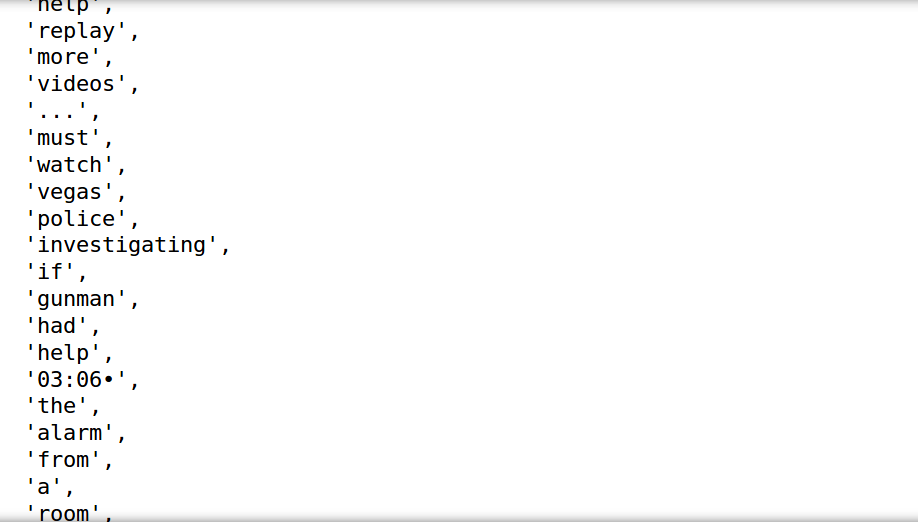 'help',
'replay',
'more',
'videos',
'...',
'must',
'watch',
'vegas',
'police',
'investigating',
'if',
'gunman',
'had',
'help',
'03:06•',
'the',
'alarm',
'from',
'a',
'room',